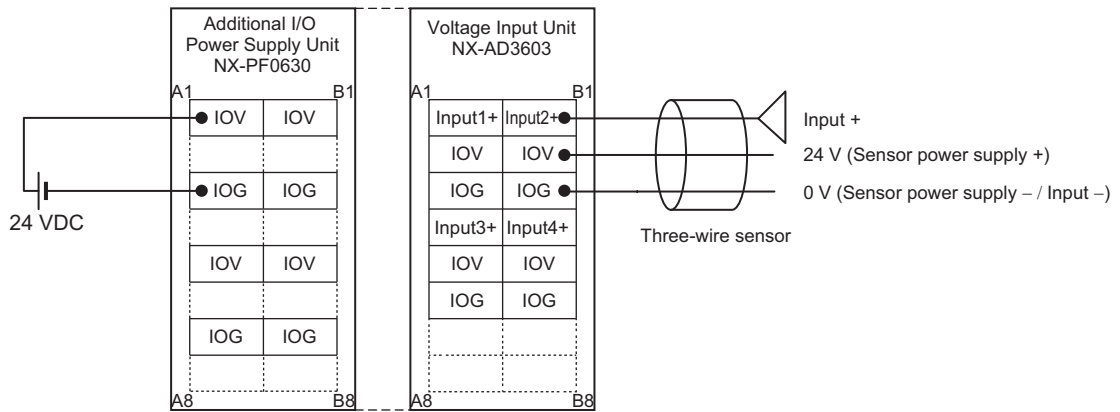 Additional I/O
Power Supply Unit
NX-PF0630
A1 B1
IOV IOV
IOG IOG
IOV IOV
IOG IOG
A8 B8
24 VDC
Voltage Input Unit
NX-AD3603
A1 B1
Input1+ Input2+
IOV IOV
IOG IOG
Input3+ Input4+
IOV IOV
IOG IOG
A8 B8
Input +
24 V (Sensor power supply +)
0 V (Sensor power supply – / Input –)
Three-wire sensor